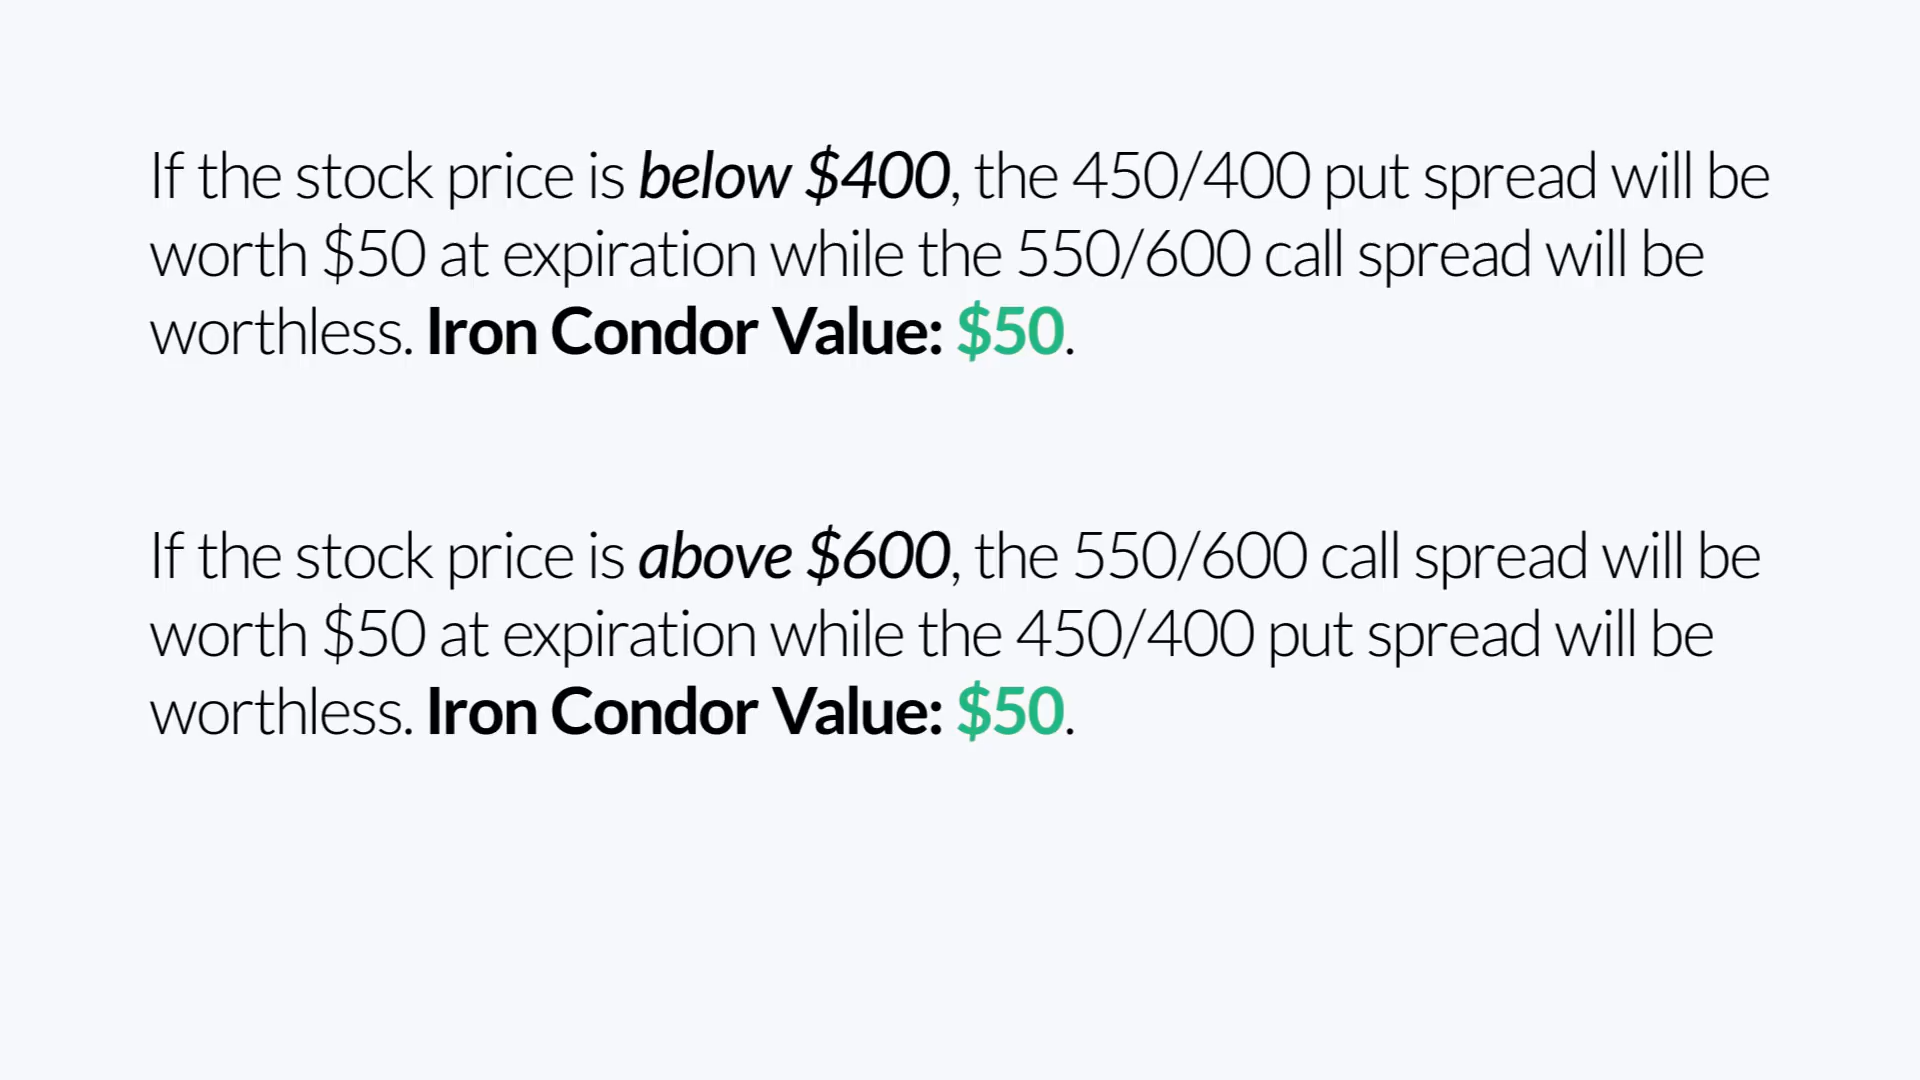 If the stock price is below $400, the 450/400 put spread will be
worth $50 at expiration while the 550/600 call spread will be
worthless. Iron Condor Value: $50.
If the stock price is above $600, the 550/600 call spread will be
worth $50 at expiration while the 450/400 put spread will be
worthless. Iron Condor Value: $50.